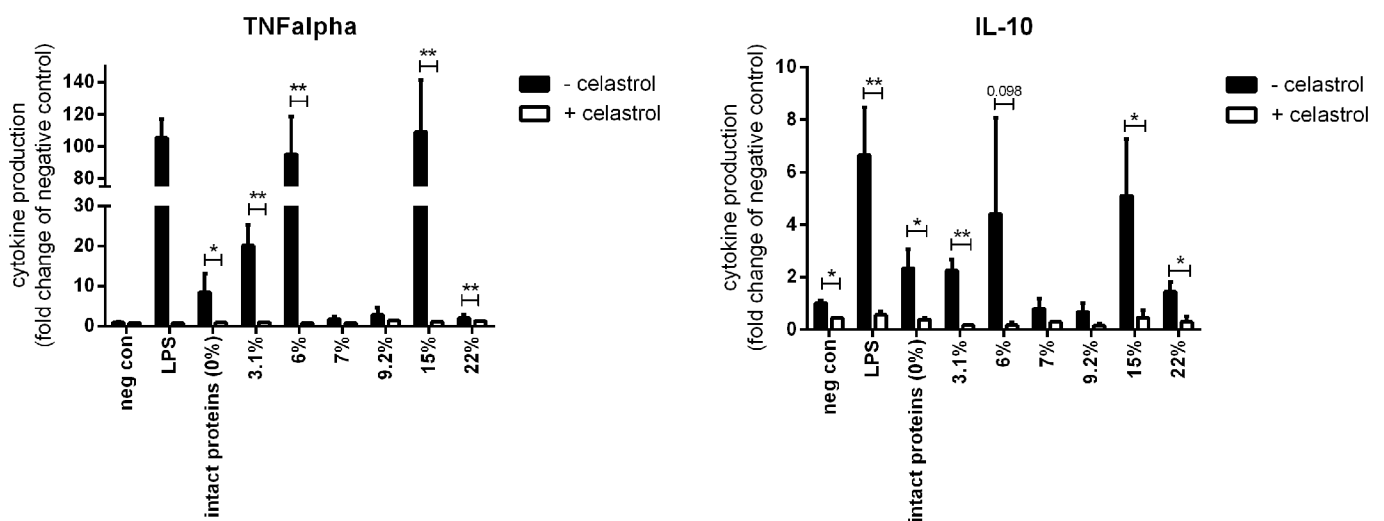 TNFalpha
cytokine production
(fold change of negative control)
140
120
100
80
60
30
20
10
0
**
**
**
*
**
- celastrol
+ celastrol
neg con
LPS
intact proteins (0%)
3.1%
6%
7%
9.2%
15%
22%
IL-10
cytokine production
(fold change of negative control)
10
8
6
4
2
0
**
0.098
*
*
**
*
*
- celastrol
+ celastrol
neg con
LPS
intact proteins (0%)
3.1%
6%
7%
9.2%
15%
22%